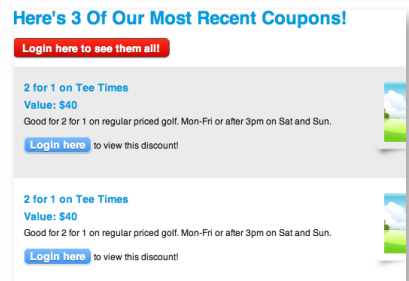 Here's 3 Of Our Most Recent Coupons!
Login here to see them all!
2 for 1 on Tee Times
Value: $40
Good for 2 for 1 on regular priced golf. Mon-Fri or after 3pm on Sat and Sun.
Login here to view this discount!
2 for 1 on Tee Times
Value: $40
Good for 2 for 1 on regular priced golf. Mon-Fri or after 3pm on Sat and Sun.
Login here to view this discount!